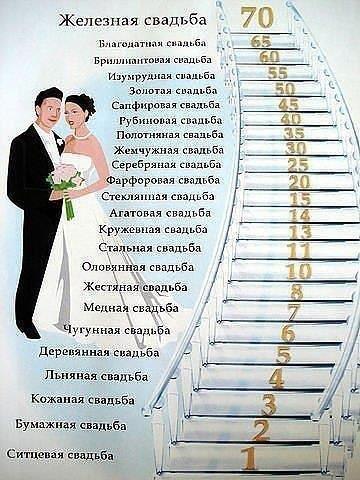 Железная свадьба 70
Благодатная свадьба 65
Бриллиантовая свадьба 60
Изумрудная свадьба 55
Золотая свадьба 50
Сапфировая свадьба 45
Рубиновая свадьба 40
Полотняная свадьба 35
Жемчужная свадьба 30
Серебряная свадьба 25
Фарфоровая свадьба 20
Стеклянная свадьба 15
Агатовая свадьба 14
Кружевная свадьба 13
Стальная свадьба 11
Оловянная свадьба 10
Жестяная свадьба 8
Медная свадьба 7
Чугунная свадьба 6
Деревянная свадьба 5
Льняная свадьба 4
Кожаная свадьба 3
Бумажная свадьба 2
Ситцевая свадьба 1